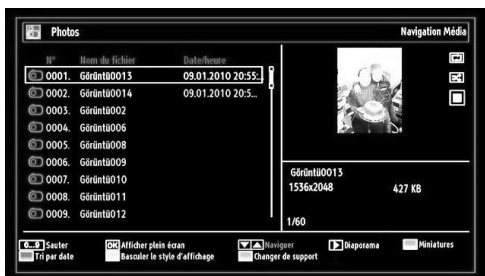 Photos Navigation Média
N° Nom du fichier Date/heure
0001. Görüntü0013 09.01.2010 20:55:..
0002. Görüntü0014 09.01.2010 20:5...
0003. Görüntü002
0004. Görüntü006
0005. Görüntü008
0006. Görüntü009
0007. Görüntü010
0008. Görüntü011
0009. Görüntü012
Görüntü0013
1536x2048 427 KB
1/60
0...9 Sauter OK Afficher plein écran Naviguer Diaporama Miniatures
Tri par date Basculer le style d'affichage Changer de support